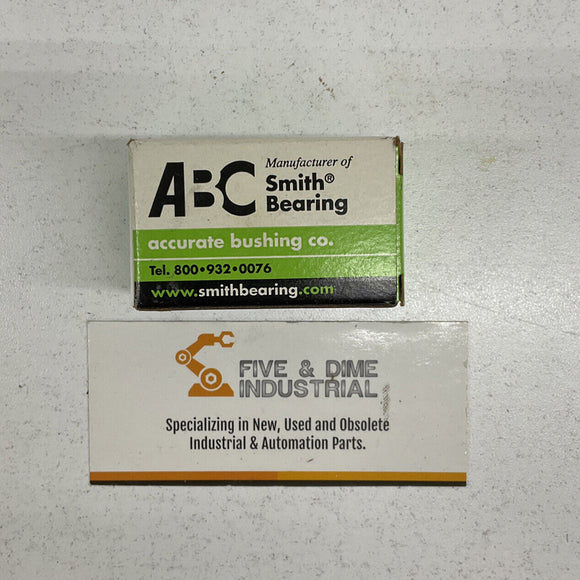 ABC
Manufacturer of
Smith®
Bearing
accurate bushing co.
Tel. 800•932•0076
www.smithbearing.com
FIVE & DIME
INDUSTRIAL
Specializing in New, Used and Obsolete
Industrial & Automation Parts.